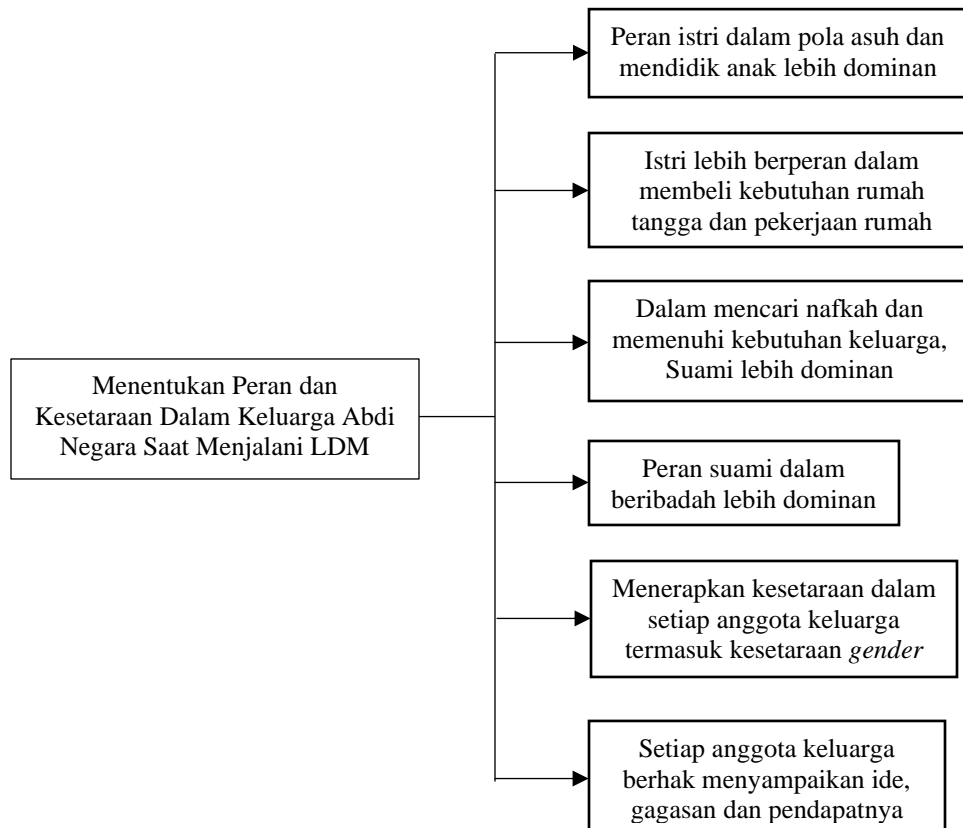 Peran istri dalam pola asuh dan
mendidik anak lebih dominan
Istri lebih berperan dalam
membeli kebutuhan rumah
tangga dan pekerjaan rumah
Dalam mencari nafkah dan
memenuhi kebutuhan keluarga,
Suami lebih dominan
Menentukan Peran dan
Kesetaraan Dalam Keluarga Abdi
Negara Saat Menjalani LDM
Peran suami dalam
beribadah lebih dominan
Menerapkan kesetaraan dalam
setiap anggota keluarga
termasuk kesetaraan gender
Setiap anggota keluarga
berhak menyampaikan ide,
gagasan dan pendapatnya